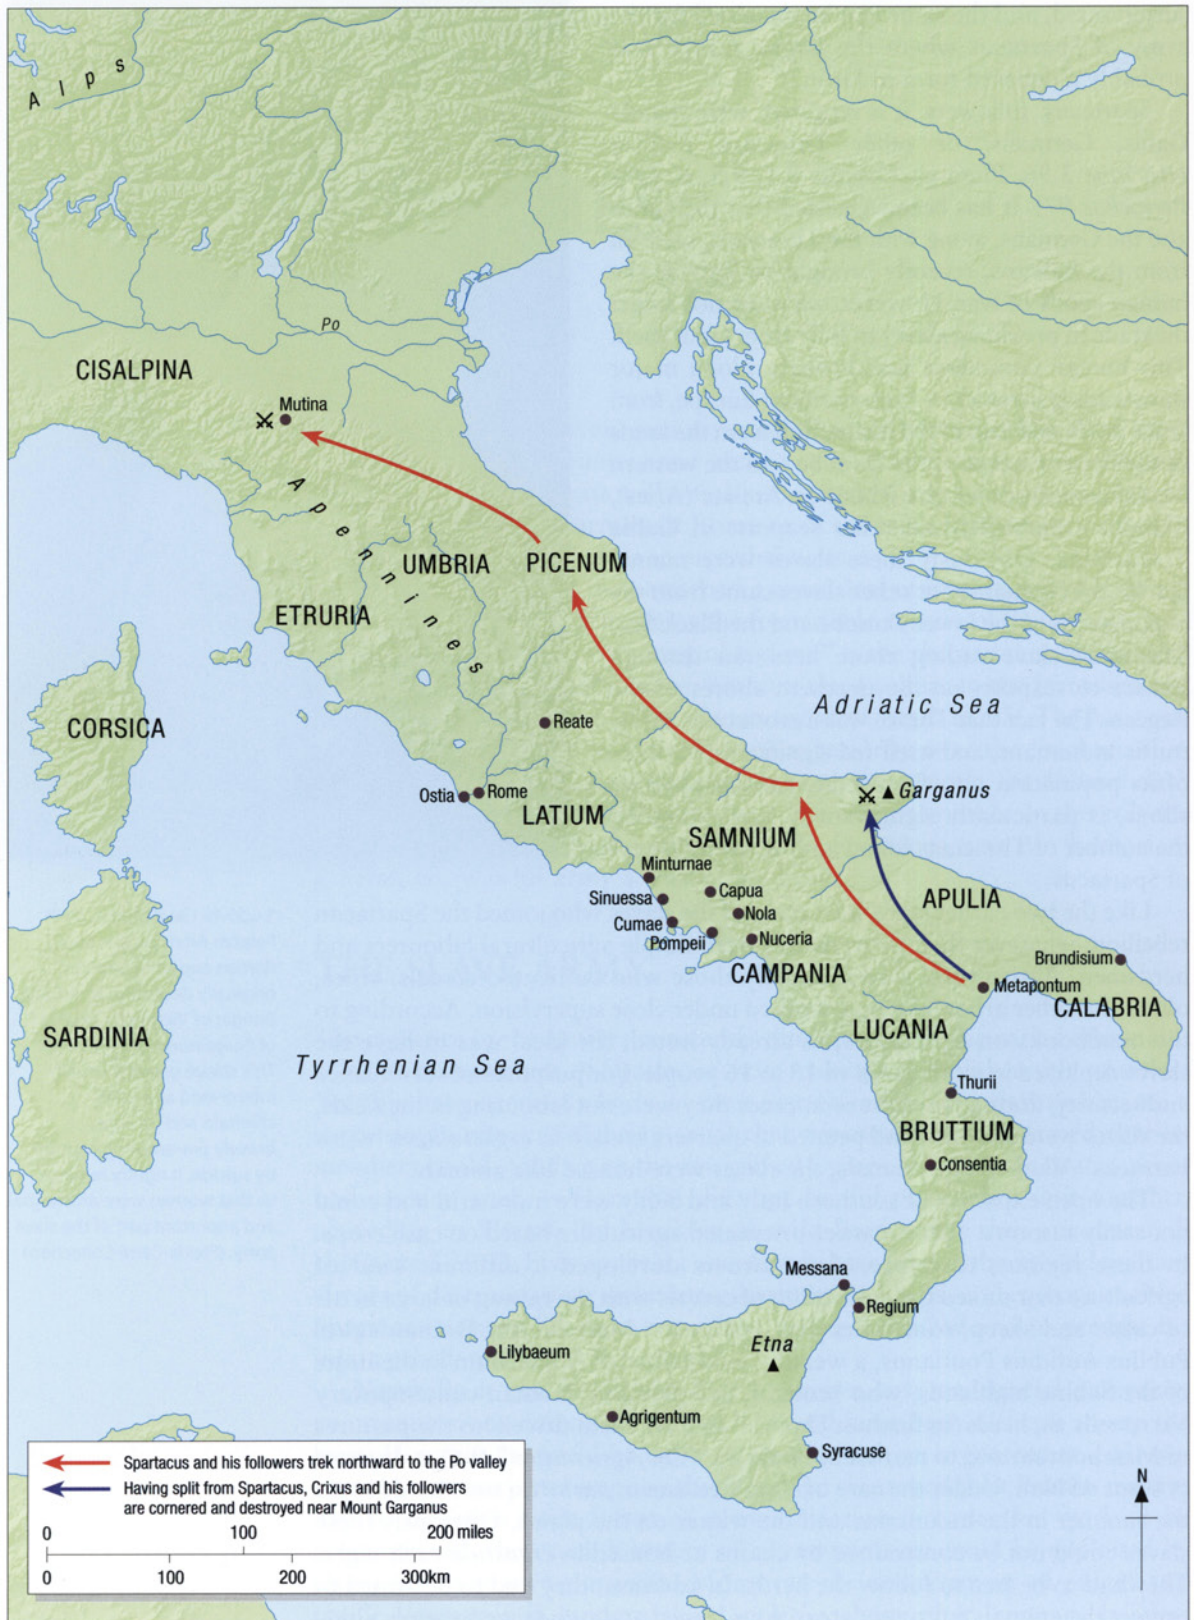 Alps
Po
CISALPINA
Mutina
Apennines
UMBRIA
PICENUM
ETRURIA
Adriatic Sea
CORSICA
Reate
Ostia
Rome
LATIUM
Garganus
SAMNIUM
Minturnae
Sinuessa
Capua
APULIA
Cumae
Nola
Pompeii
Nuceria
Brundisium
CAMPANIA
Metapontum
CALABRIA
LUCANIA
SARDINIA
Tyrrhenian Sea
Thurii
BRUTTIUM
Consentia
Messana
Regium
Etna
Lilybaeum
Agrigentum
Syracuse
Spartacus and his followers trek northward to the Po valley
Having split from Spartacus, Crixus and his followers
are cornered and destroyed near Mount Garganus
0 100 200 miles
0 100 200 300km
N